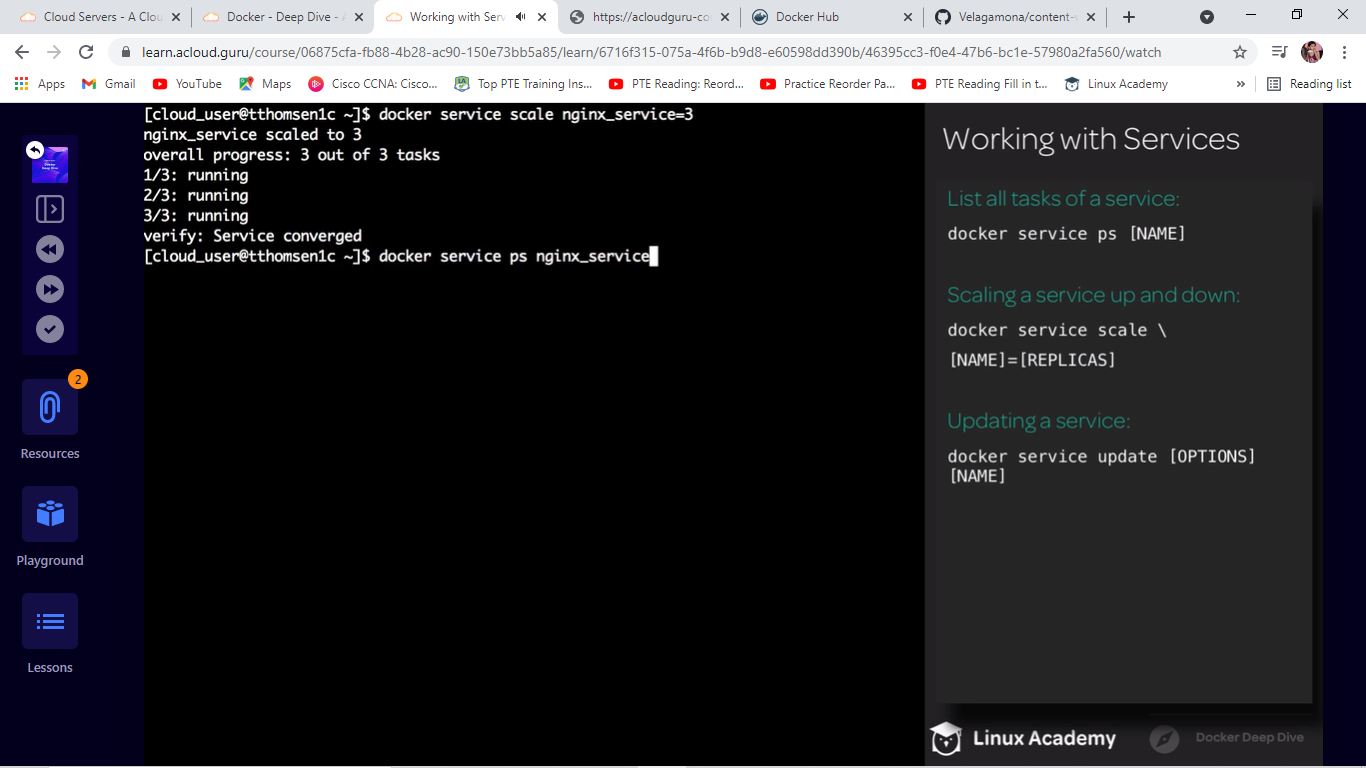 Cloud Servers - A Clou
Docker - Deep Dive - A
Working with Serv
https://acloudguru-co
Docker Hub
Velagamona/content-
learn.acloud.guru/course/06875cfa-fb88-4b28-ac90-150e73bb5a85/learn/6716f315-075a-4f6b-b9d8-e60598dd390b/46395cc3-f0e4-47b6-bc1e-57980a2fa560/watch
Apps
Gmail
YouTube
Maps
Cisco CCNA: Cisco...
Top PTE Training Ins...
PTE Reading: Reord...
Practice Reorder Pa...
PTE Reading Fill in t...
Linux Academy
»
Reading list
2
Resources
Playground
Lessons
[cloud_user@tthomsen1c ~]$ docker service scale nginx_service=3
nginx_service scaled to 3
overall progress: 3 out of 3 tasks
1/3: running
2/3: running
3/3: running
verify: Service converged
[cloud_user@tthomsen1c ~]$ docker service ps nginx_service
Working with Services
List all tasks of a service:
docker service ps [NAME]
Scaling a service up and down:
docker service scale \
[NAME]=[REPLICAS]
Updating a service:
docker service update [OPTIONS]
[NAME]
Linux Academy
Docker Deep Dive